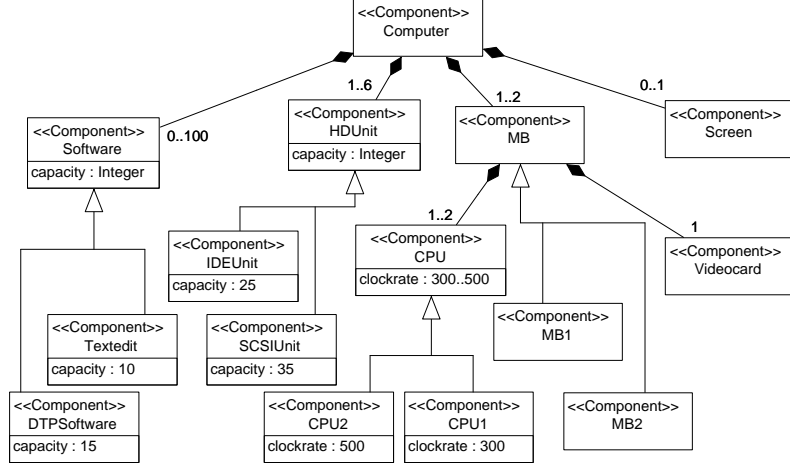 <<Component>>
Computer
1..6
1..2
0..1
0..100
<<Component>>
Software
capacity : Integer
<<Component>>
HDUnit
capacity : Integer
<<Component>>
MB
<<Component>>
Screen
1..2
1
<<Component>>
IDEUnit
capacity : 25
<<Component>>
CPU
clockrate : 300..500
<<Component>>
Videocard
<<Component>>
Textedit
capacity : 10
<<Component>>
SCSIUnit
capacity : 35
<<Component>>
MB1
<<Component>>
DTPSoftware
capacity : 15
<<Component>>
CPU2
clockrate : 500
<<Component>>
CPU1
clockrate : 300
<<Component>>
MB2